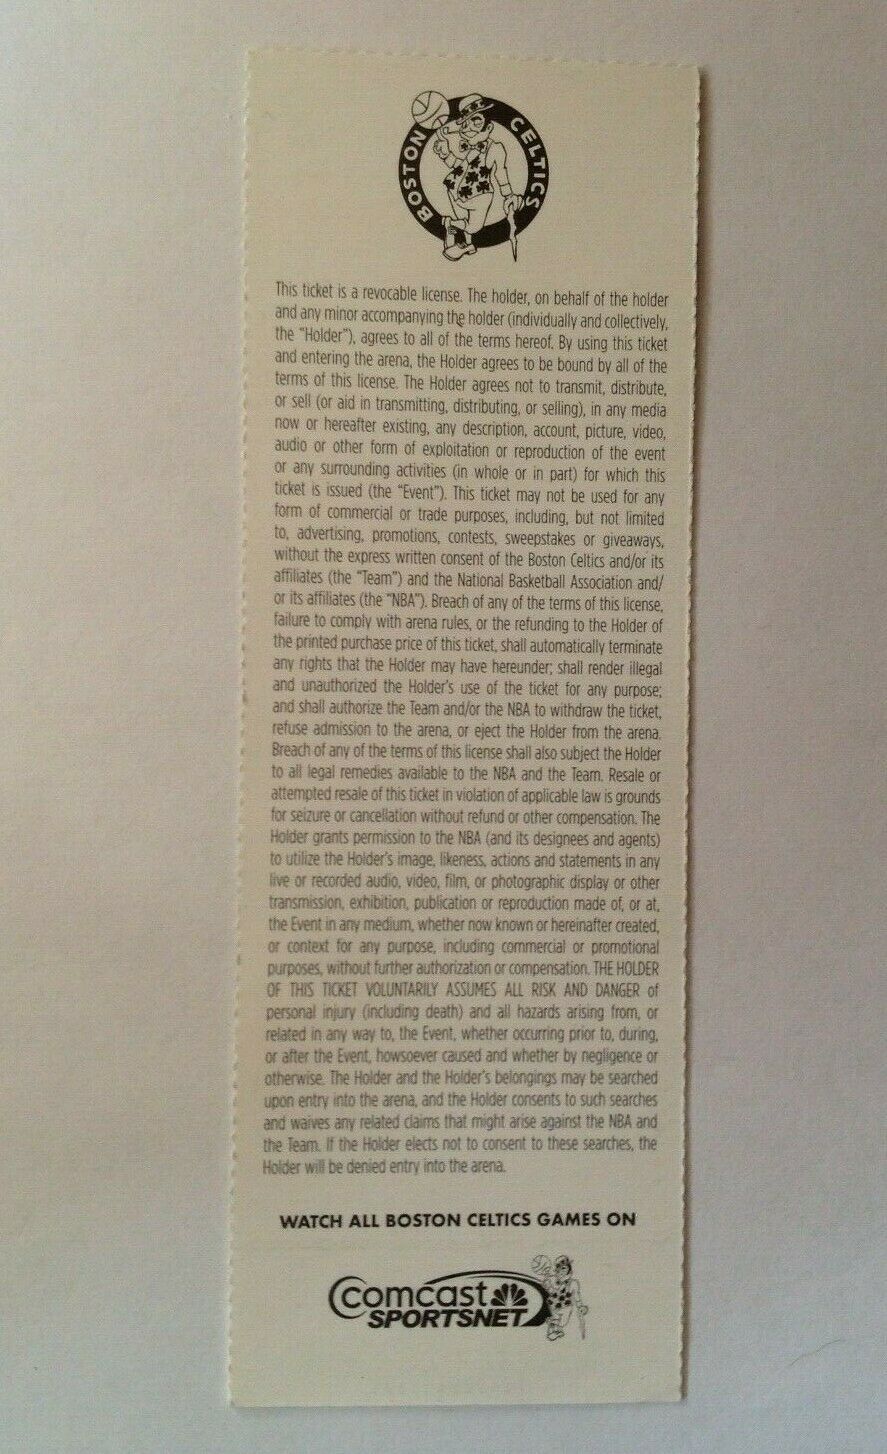 BOSTON CELTICS
This ticket is a revocable license. The holder, on behalf of the holder
and any minor accompanying the holder (individually and collectively,
the "Holder"), agrees to all of the terms hereof. By using this ticket
and entering the arena, the Holder agrees to be bound by all of the
terms of this license. The Holder agrees not to transmit, distribute,
or sell (or aid in transmitting, distributing, or selling), in any media
now or hereafter existing, any description, account, picture, video,
audio or other form of exploitation or reproduction of the event
or any surrounding activities (in whole or in part) for which this
ticket is issued (the "Event"). This ticket may not be used for any
form of commercial or trade purposes, including, but not limited
to, advertising, promotions, contests, sweepstakes or giveaways,
without the express written consent of the Boston Celtics and/or its
affiliates (the "Team") and the National Basketball Association and/
or its affiliates (the "NBA"). Breach of any of the terms of this license,
failure to comply with arena rules, or the refunding to the Holder of
the printed purchase price of this ticket, shall automatically terminate
any rights that the Holder may have hereunder; shall render illegal
and unauthorized the Holder's use of the ticket for any purpose;
and shall authorize the Team and/or the NBA to withdraw the ticket,
refuse admission to the arena, or eject the Holder from the arena.
Breach of any of the terms of this license shall also subject the Holder
to all legal remedies available to the NBA and the Team. Resale or
attempted resale of this ticket in violation of applicable law is grounds
for seizure or cancellation without refund or other compensation. The
Holder grants permission to the NBA (and its designees and agents)
to utilize the Holder's image, likeness, actions and statements in any
live or recorded audio, video, film, or photographic display or other
transmission, exhibition, publication or reproduction made of, or at,
the Event in any medium, whether now known or hereinafter created,
or context for any purpose, including commercial or promotional
purposes, without further authorization or compensation. THE HOLDER
OF THIS TICKET VOLUNTARILY ASSUMES ALL RISK AND DANGER of
personal injury (including death) and all hazards arising from, or
related in any way to, the Event, whether occurring prior to, during,
or after the Event, howsoever caused and whether by negligence or
otherwise. The Holder and the Holder's belongings may be searched
upon entry into the arena, and the Holder consents to such searches
and waives any related claims that might arise against the NBA and
the Team. If the Holder elects not to consent to these searches, the
Holder will be denied entry into the arena.
WATCH ALL BOSTON CELTICS GAMES ON
comcast
SPORTSNET